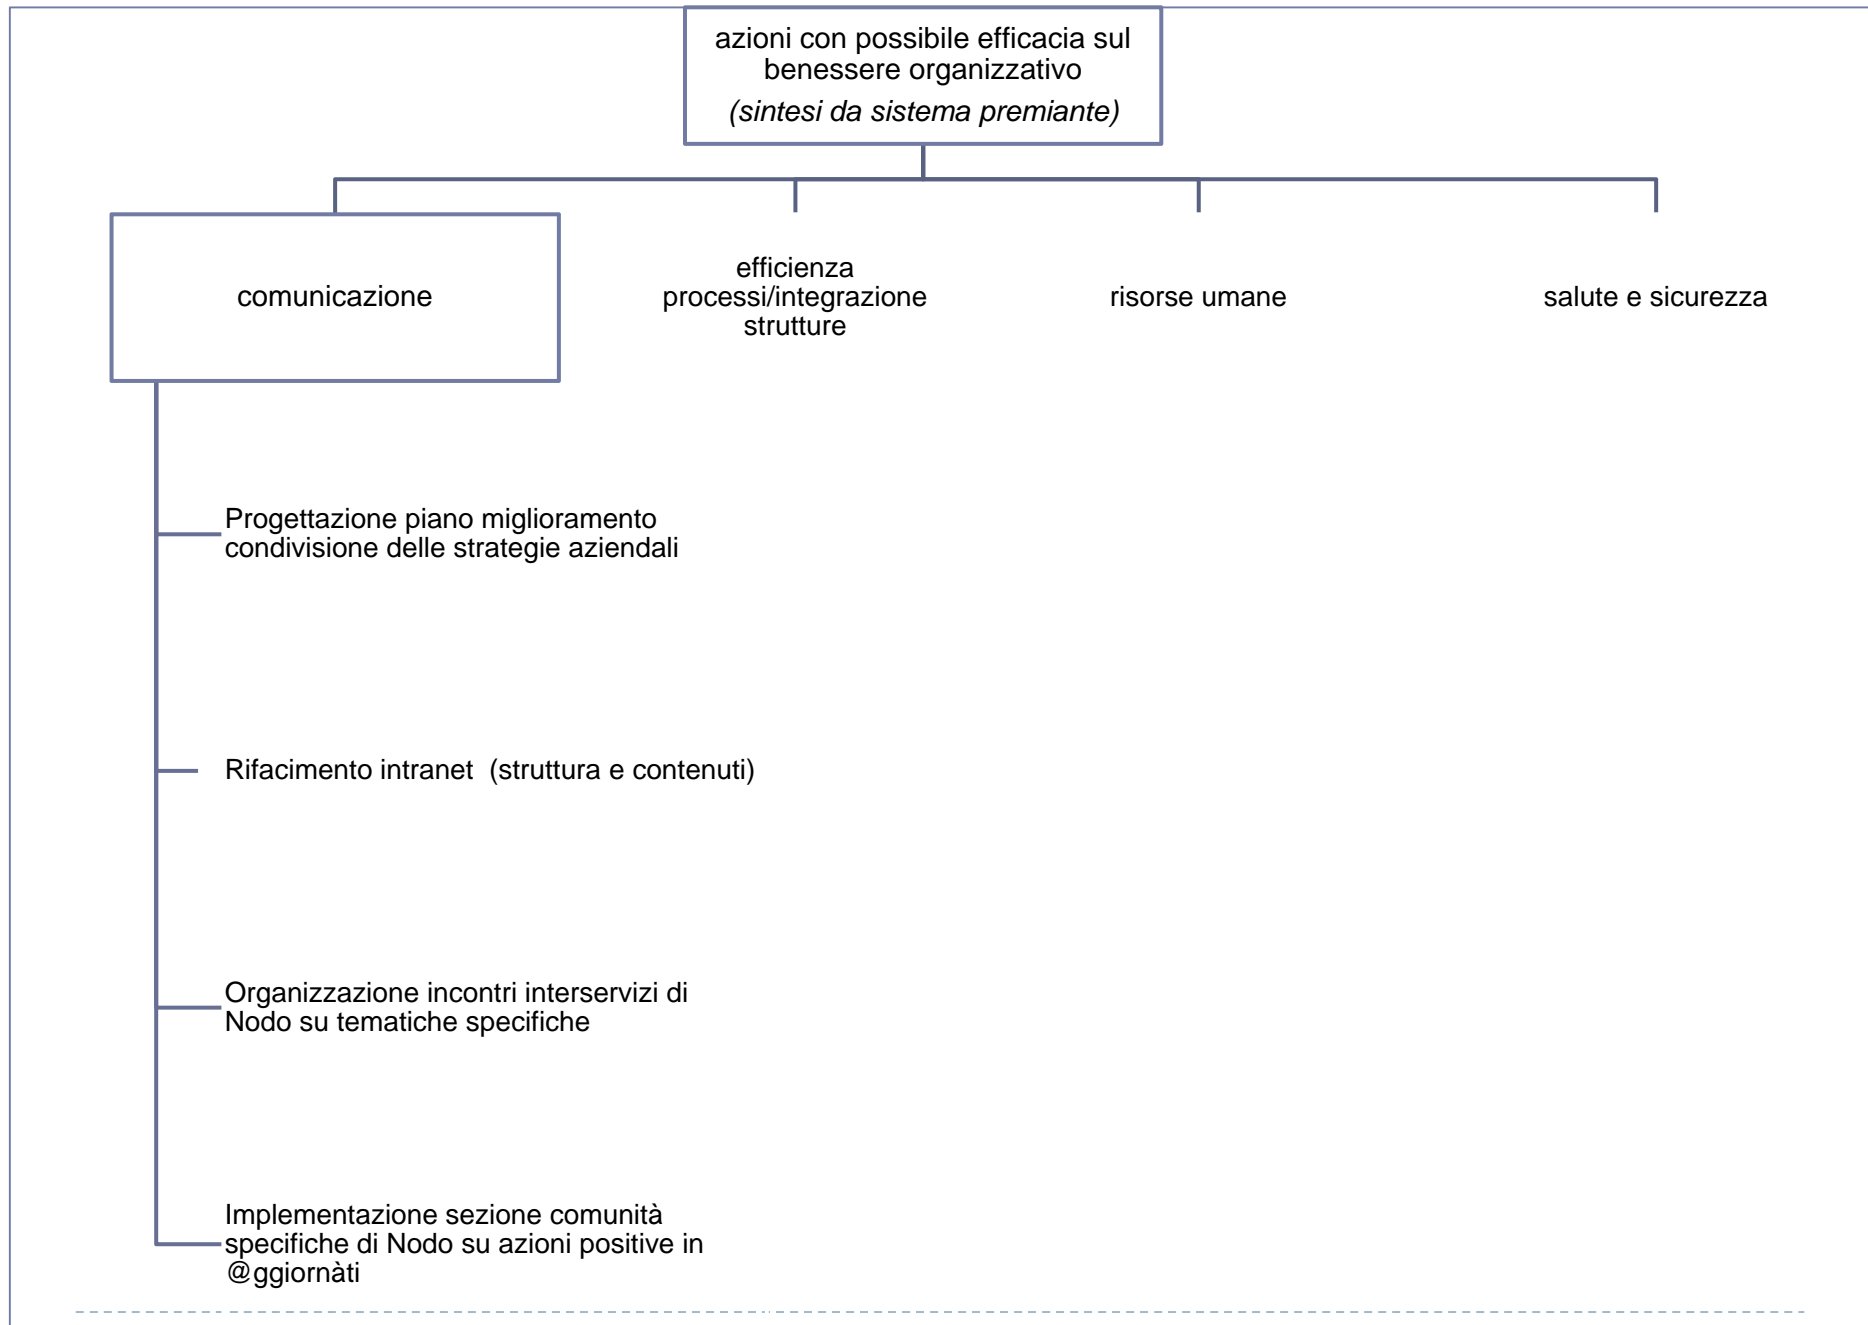 azioni con possibile efficacia sul
benessere organizzativo
(sintesi da sistema premiante)
comunicazione
efficienza
processi/integrazione
strutture
risorse umane
salute e sicurezza
Progettazione piano miglioramento
condivisione delle strategie aziendali
Rifacimento intranet  (struttura e contenuti)
Organizzazione incontri interservizi di
Nodo su tematiche specifiche
Implementazione sezione comunità
specifiche di Nodo su azioni positive in
@ggiornàti